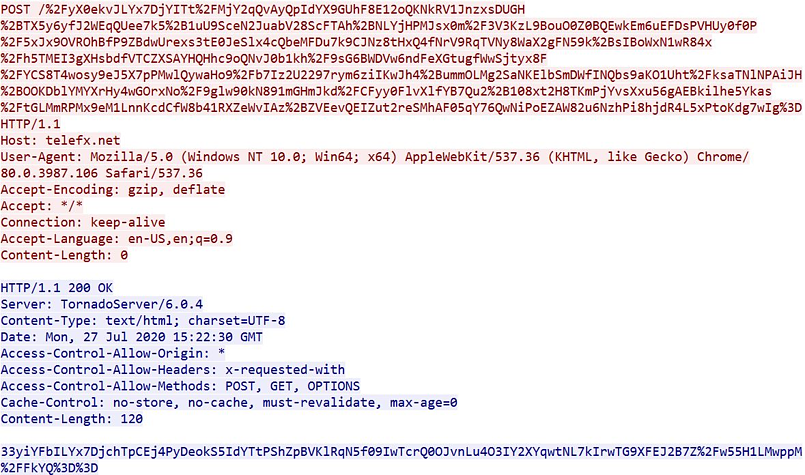 POST /%2FyX0ekvJLYx7DjYITt%2FMjY2qQvAyQpIdYX9GUhF8E12oQKNkRV1JnzxsDUGH
%2BTX5y6yfJ2WEqQUee7k5%2B1uU9SceN2JuabV28ScFTAh%2BNLYjHPMJsx0m%2F3V3KzL9BouO0Z0BQEwkEm6uEFDsPVHUy0f0P
%2F5xJx9OVROhBfP9ZBdwUrexs3tE0JeSlx4cQbeMFDu7k9CJNz8tHxQ4fNrV9RqTVNy8WaX2gFN59k%2BsIBoWxN1wR84x
%2Fh5TMEI3gXHsbdfVTCZXSAYHQHhc9oQNvJ0b1kh%2F9sG6BWDVw6ndFeXGtugfWwSjtyx8F
%2FYCS8T4wosy9eJ5X7pPMwlQywaHo9%2Fb7Iz2U2297rym6ziIKwJh4%2BummOLMg2SaNKElbSmDWfINQbs9aKO1Uht%2FksaTNlNPAiJH
%2BOOKDblYMYXrHy4wGOrxNo%2F9glw90kN891mGHmJkd%2FCFyy0FlvXlfYB7Qu2%2B108xt2H8TKmPjYvsXxu56gAEBkilhe5Ykas
%2FtGLMmRPMx9eM1LnnKcdCfW8b41RXZeWvIAz%2BZVEevQEIZut2reSMhAF05qY76QwNiPoEZAW82u6NzhPi8hjdR4L5xPtoKdg7wIg%3D
HTTP/1.1
Host: telefx.net
User-Agent: Mozilla/5.0 (Windows NT 10.0; Win64; x64) AppleWebKit/537.36 (KHTML, like Gecko) Chrome/
80.0.3987.106 Safari/537.36
Accept-Encoding: gzip, deflate
Accept: */*
Connection: keep-alive
Accept-Language: en-US,en;q=0.9
Content-Length: 0
HTTP/1.1 200 OK
Server: TornadoServer/6.0.4
Content-Type: text/html; charset=UTF-8
Date: Mon, 27 Jul 2020 15:22:30 GMT
Access-Control-Allow-Origin: *
Access-Control-Allow-Headers: x-requested-with
Access-Control-Allow-Methods: POST, GET, OPTIONS
Cache-Control: no-store, no-cache, must-revalidate, max-age=0
Content-Length: 120
33yiYFbILYx7DjchTpCEj4PyDeokS5IdYTtPShZpBVKlRqN5f09IwTcrQ0OJvnLu4O3IY2XYqwtNL7kIrwTG9XFEJ2B7Z%2Fw55H1LMwppM
%2FFkYQ%3D%3D